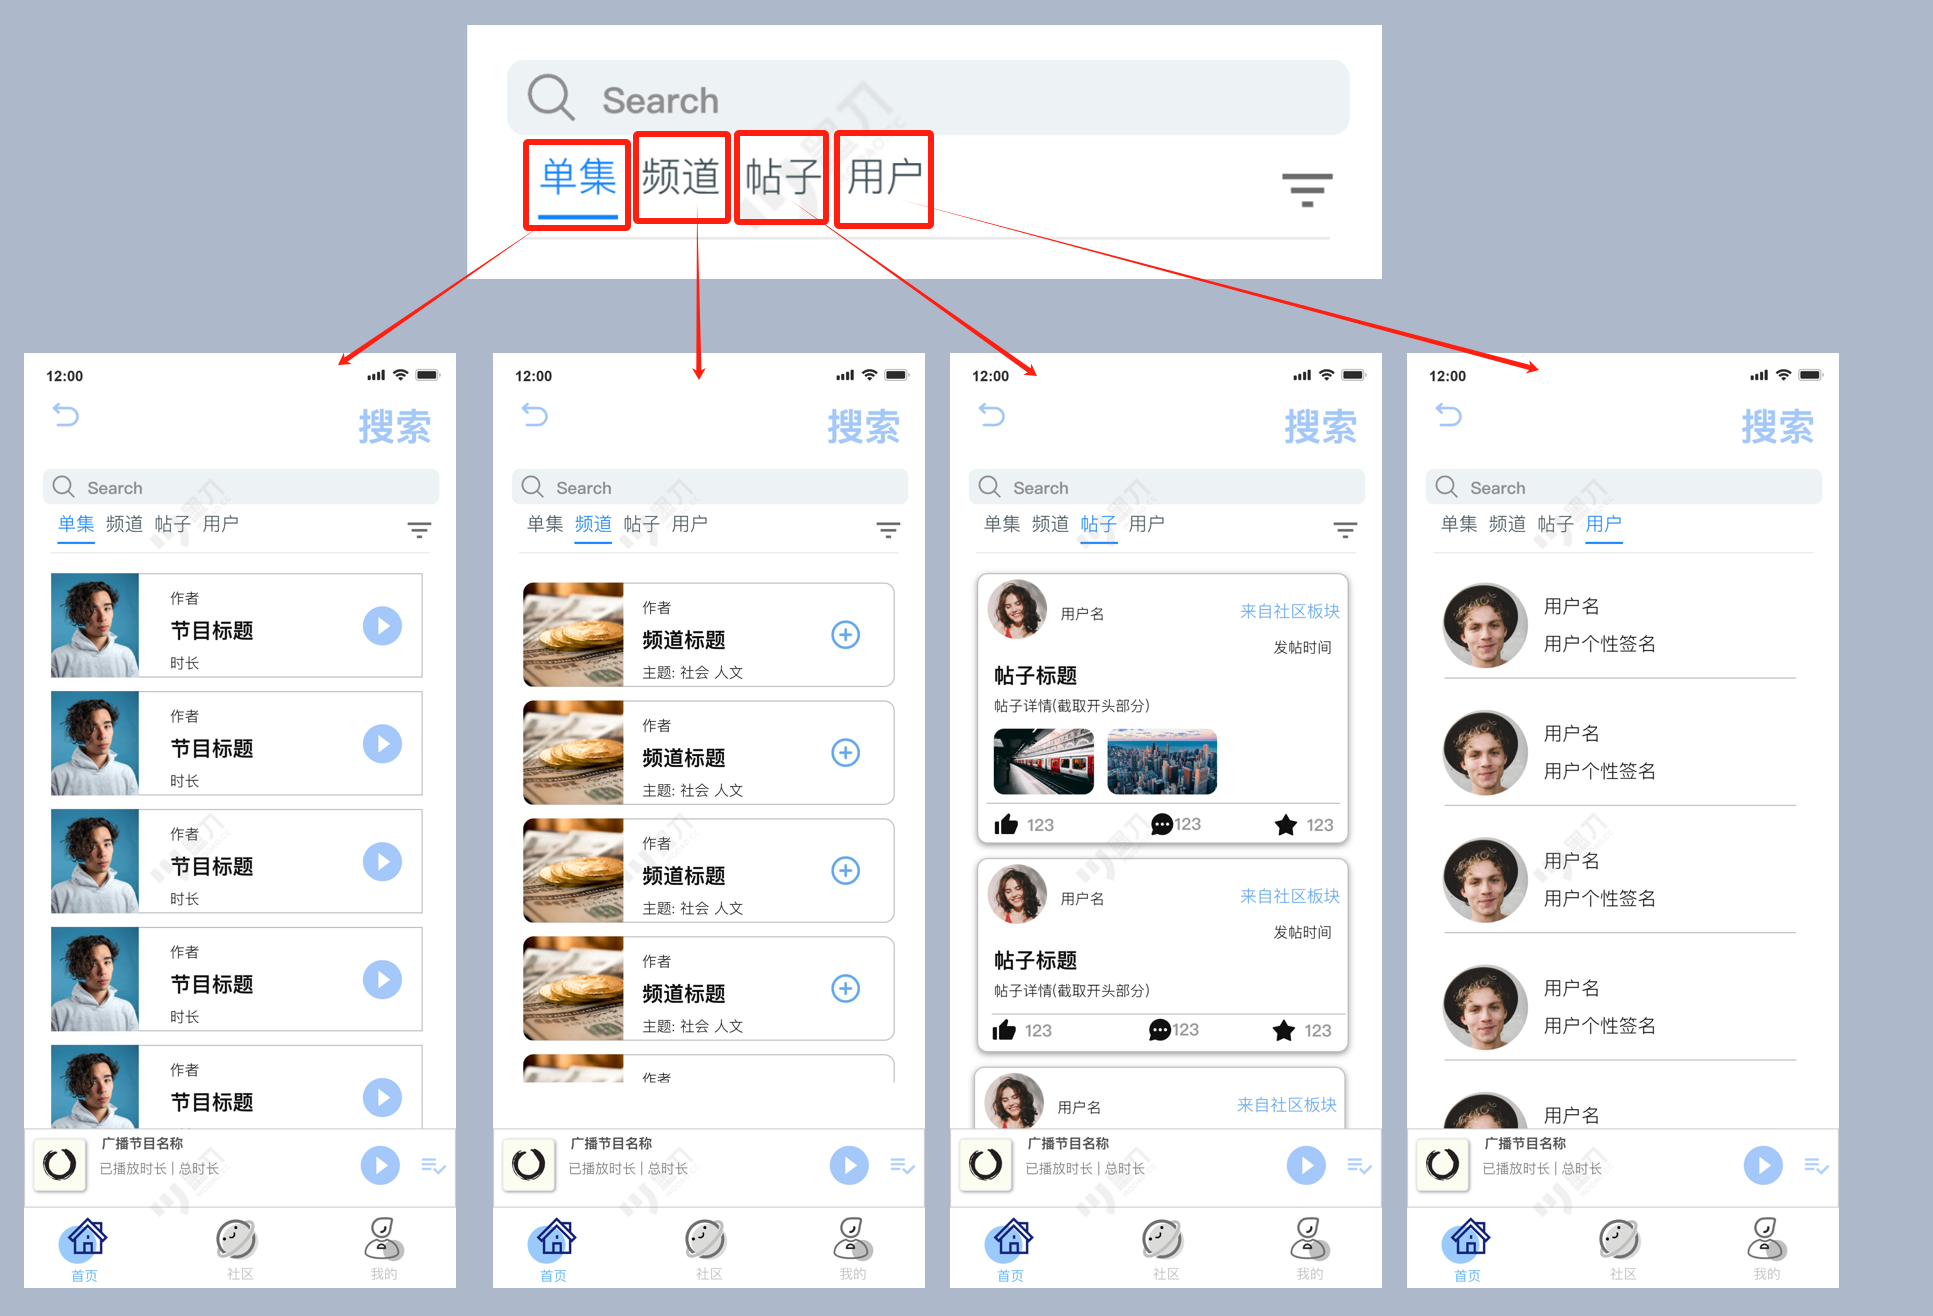 Search
单集 频道 帖子 用户
12:00
搜索
Search
单集 频道 帖子 用户
作者
节目标题
时长
作者
节目标题
时长
作者
节目标题
时长
作者
节目标题
时长
作者
节目标题
广播节目名称
已播放时长 | 总时长
首页 社区 我的
12:00
搜索
Search
单集 频道 帖子 用户
作者
频道标题
主题: 社会 人文
作者
频道标题
主题: 社会 人文
作者
频道标题
主题: 社会 人文
作者
频道标题
主题: 社会 人文
作者
广播节目名称
已播放时长 | 总时长
首页 社区 我的
12:00
搜索
Search
单集 频道 帖子 用户
用户名 来自社区板块
发帖时间
帖子标题
帖子详情(截取开头部分)
123 123 123
用户名 来自社区板块
发帖时间
帖子标题
帖子详情(截取开头部分)
123 123 123
用户名 来自社区板块
广播节目名称
已播放时长 | 总时长
首页 社区 我的
12:00
搜索
Search
单集 频道 帖子 用户
用户名
用户个性签名
用户名
用户个性签名
用户名
用户个性签名
用户名
用户个性签名
用户名
广播节目名称
已播放时长 | 总时长
首页 社区 我的